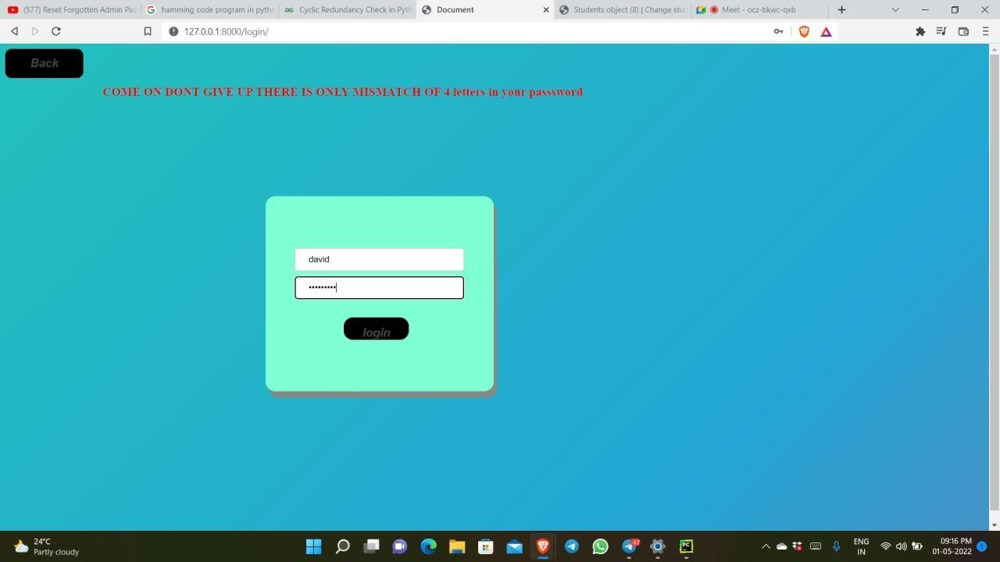 (577) Reset Forgotten Admin Pas
hamming code program in pytho
Cyclic Redundancy Check in Pyth
Document
Students object (8) | Change stud
Meet - ocz-bkwc-qxb
127.0.0.1:8000/login/
Back
COME ON DONT GIVE UP THERE IS ONLY MISMATCH OF 4 letters in your passsword
david
•••••••••
login
24°C
Partly cloudy
67
PC
ENG
IN
09:16 PM
01-05-2022
1